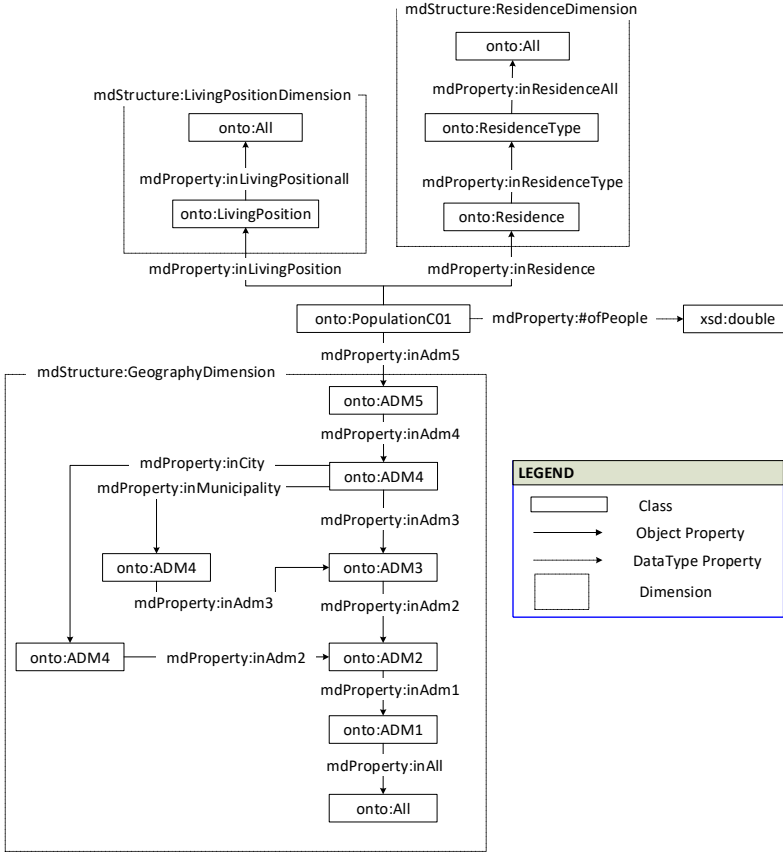 mdStructure:ResidenceDimension
onto:All
mdProperty:inResidenceAll
mdStructure:LivingPositionDimension
onto:All
onto:ResidenceType
mdProperty:inLivingPositionall
mdProperty:inResidenceType
onto:LivingPosition
onto:Residence
mdProperty:inLivingPosition
mdProperty:inResidence
onto:PopulationC01
mdProperty:#ofPeople
xsd:double
mdProperty:inAdm5
mdStructure:GeographyDimension
onto:ADM5
mdProperty:inAdm4
mdProperty:inCity
onto:ADM4
mdProperty:inMunicipality
mdProperty:inAdm3
onto:ADM4
onto:ADM3
mdProperty:inAdm3
mdProperty:inAdm2
onto:ADM4
mdProperty:inAdm2
onto:ADM2
mdProperty:inAdm1
onto:ADM1
mdProperty:inAll
onto:All
LEGEND
Class
Object Property
DataType Property
Dimension